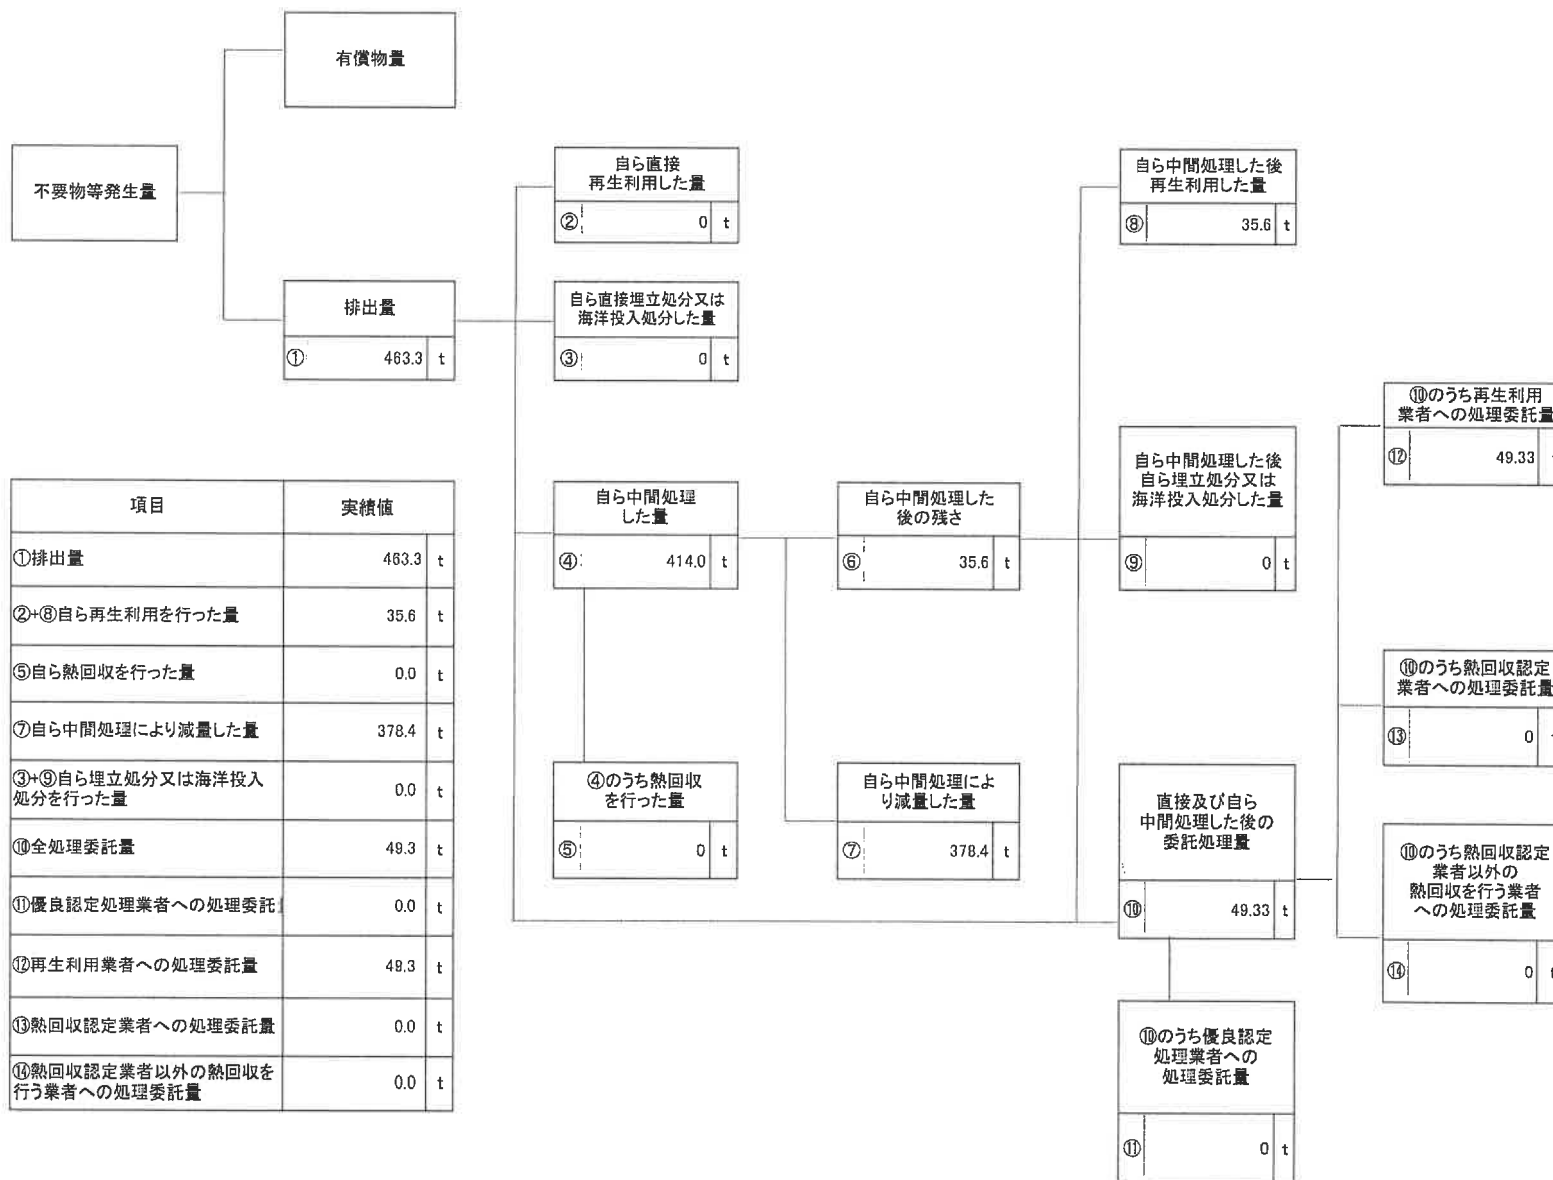 有償物量
不要物等発生量
排出量
① 463.3 t
自ら直接
再生利用した量
② 0 t
自ら直接埋立処分又は
海洋投入処分した量
③ 0 t
自ら中間処理
した量
④ 414.0 t
④のうち熱回収
を行った量
⑤ 0 t
自ら中間処理した
後の残さ
⑥ 35.6 t
自ら中間処理によ
り減量した量
⑦ 378.4 t
自ら中間処理した後
再生利用した量
⑧ 35.6 t
自ら中間処理した後
自ら埋立処分又は
海洋投入処分した量
⑨ 0 t
直接及び自ら
中間処理した後の
委託処理量
⑩ 49.33 t
⑩のうち優良認定
処理業者への
処理委託量
⑪ 0 t
⑩のうち再生利用
業者への処理委託量
⑫ 49.33
⑩のうち熱回収認定
業者への処理委託量
⑬ 0
⑩のうち熱回収認定
業者以外の
熱回収を行う業者
への処理委託量
⑭ 0 t
項目 実績値
①排出量 463.3 t
②+⑧自ら再生利用を行った量 35.6 t
⑤自ら熱回収を行った量 0.0 t
⑦自ら中間処理により減量した量 378.4 t
③+⑨自ら埋立処分又は海洋投入
処分を行った量 0.0 t
⑩全処理委託量 49.3 t
⑪優良認定処理業者への処理委託 0.0 t
⑫再生利用業者への処理委託量 49.3 t
⑬熱回収認定業者への処理委託量 0.0 t
⑭熱回収認定業者以外の熱回収を
行う業者への処理委託量 0.0 t